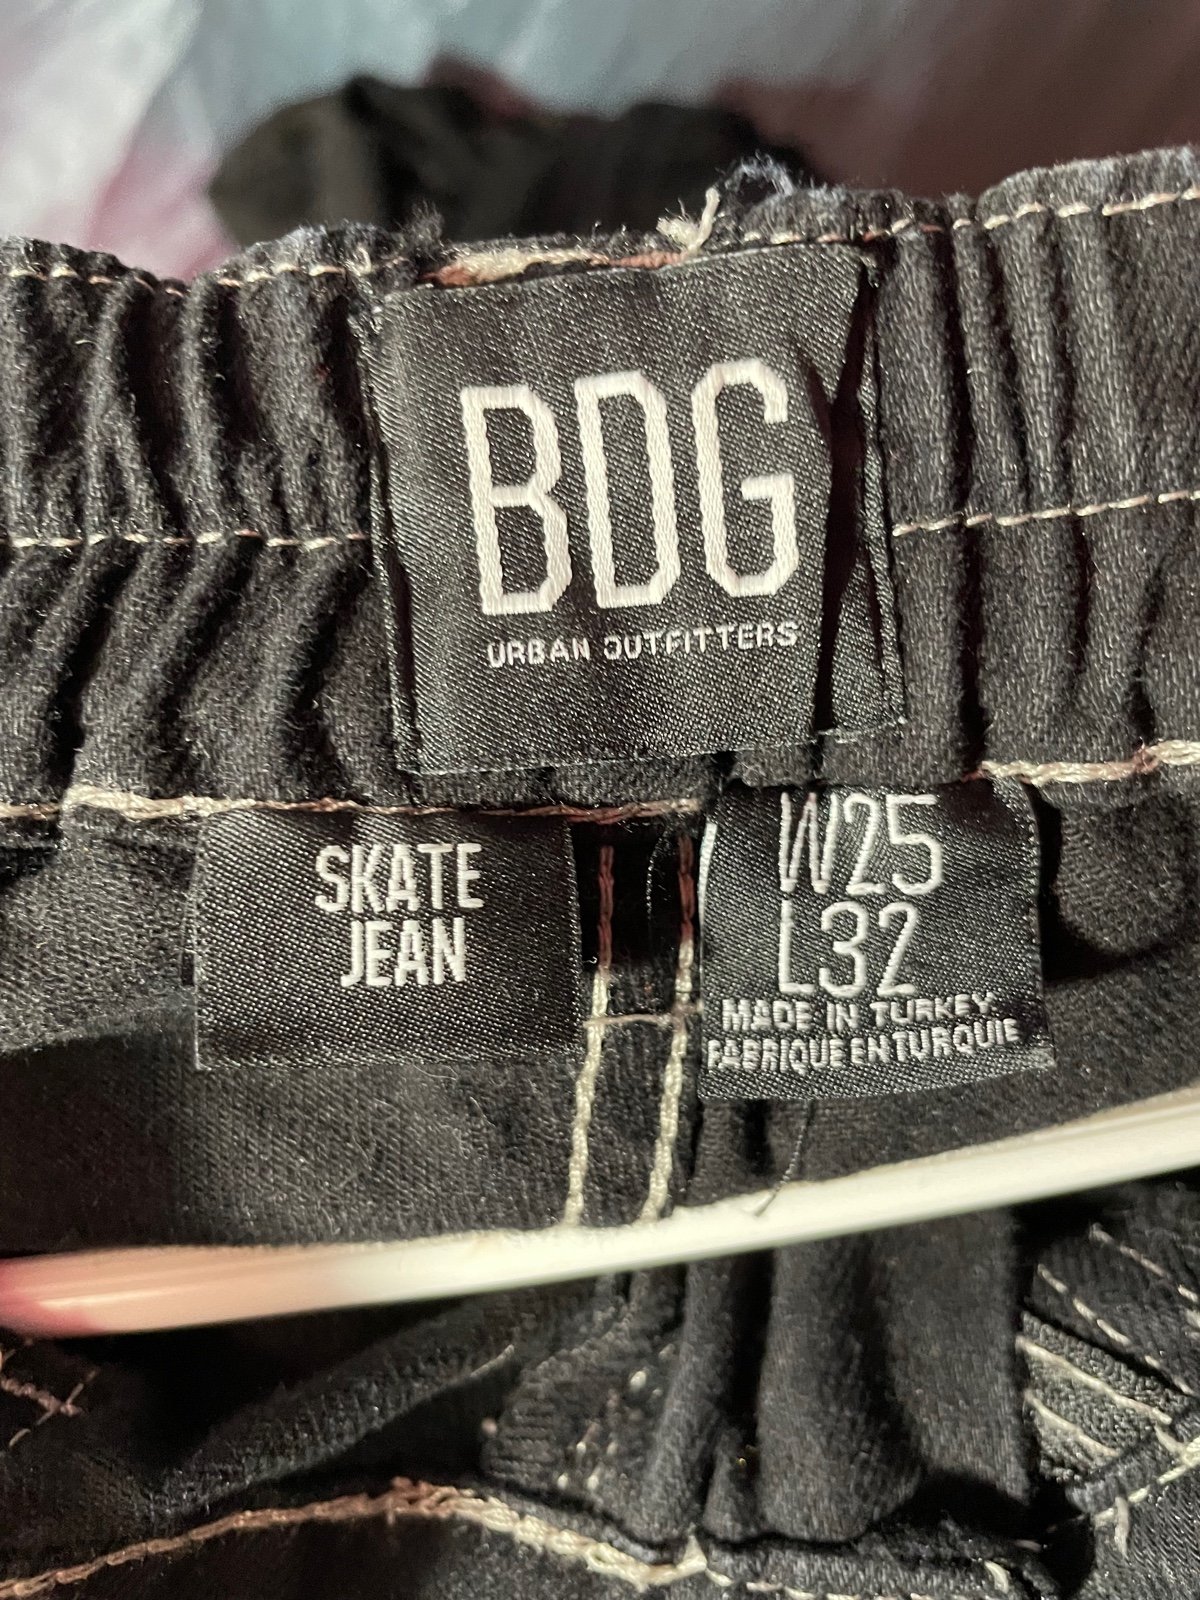 BDG
URBAN OUTFITTERS
SKATE
JEAN
W25
L32
MADE IN TURKEY
FABRIQUE EN TURQUIE